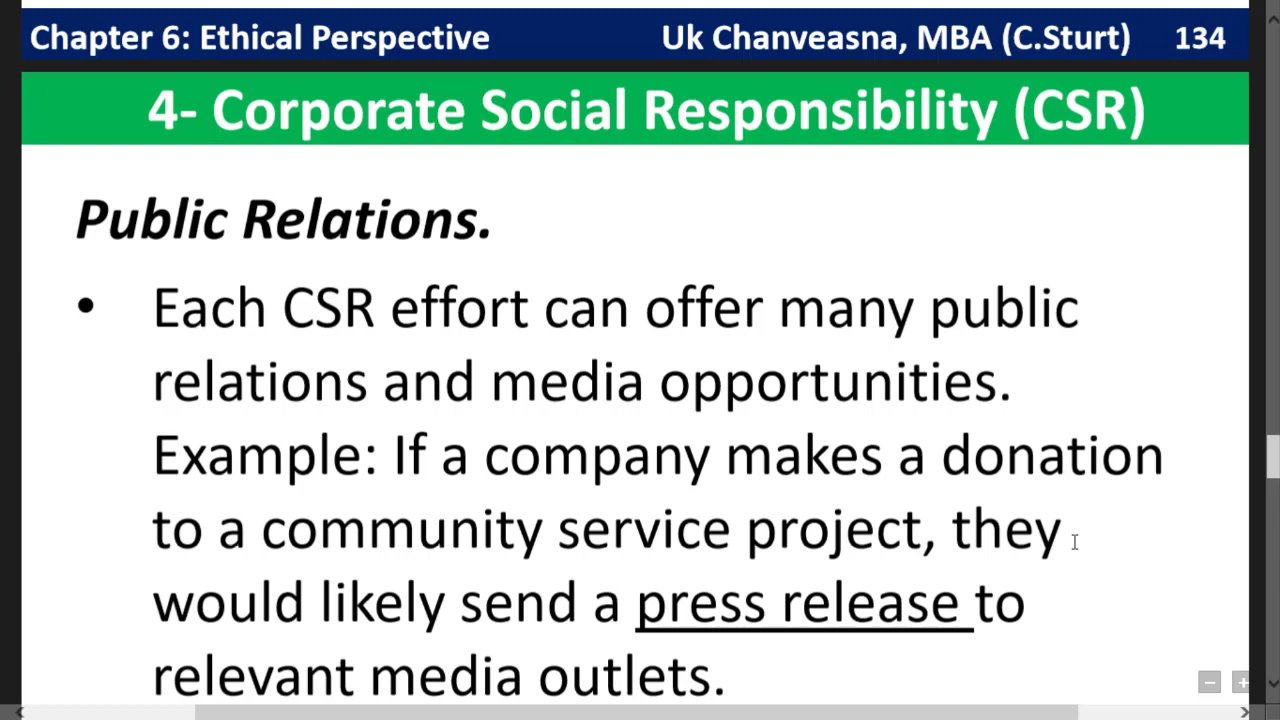 Chapter 6: Ethical Perspective Uk Chanveasna, MBA (C.Sturt) 134
4- Corporate Social Responsibility (CSR)
Public Relations.
• Each CSR effort can offer many public
relations and media opportunities.
Example: If a company makes a donation
to a community service project, they
would likely send a press release to
relevant media outlets.